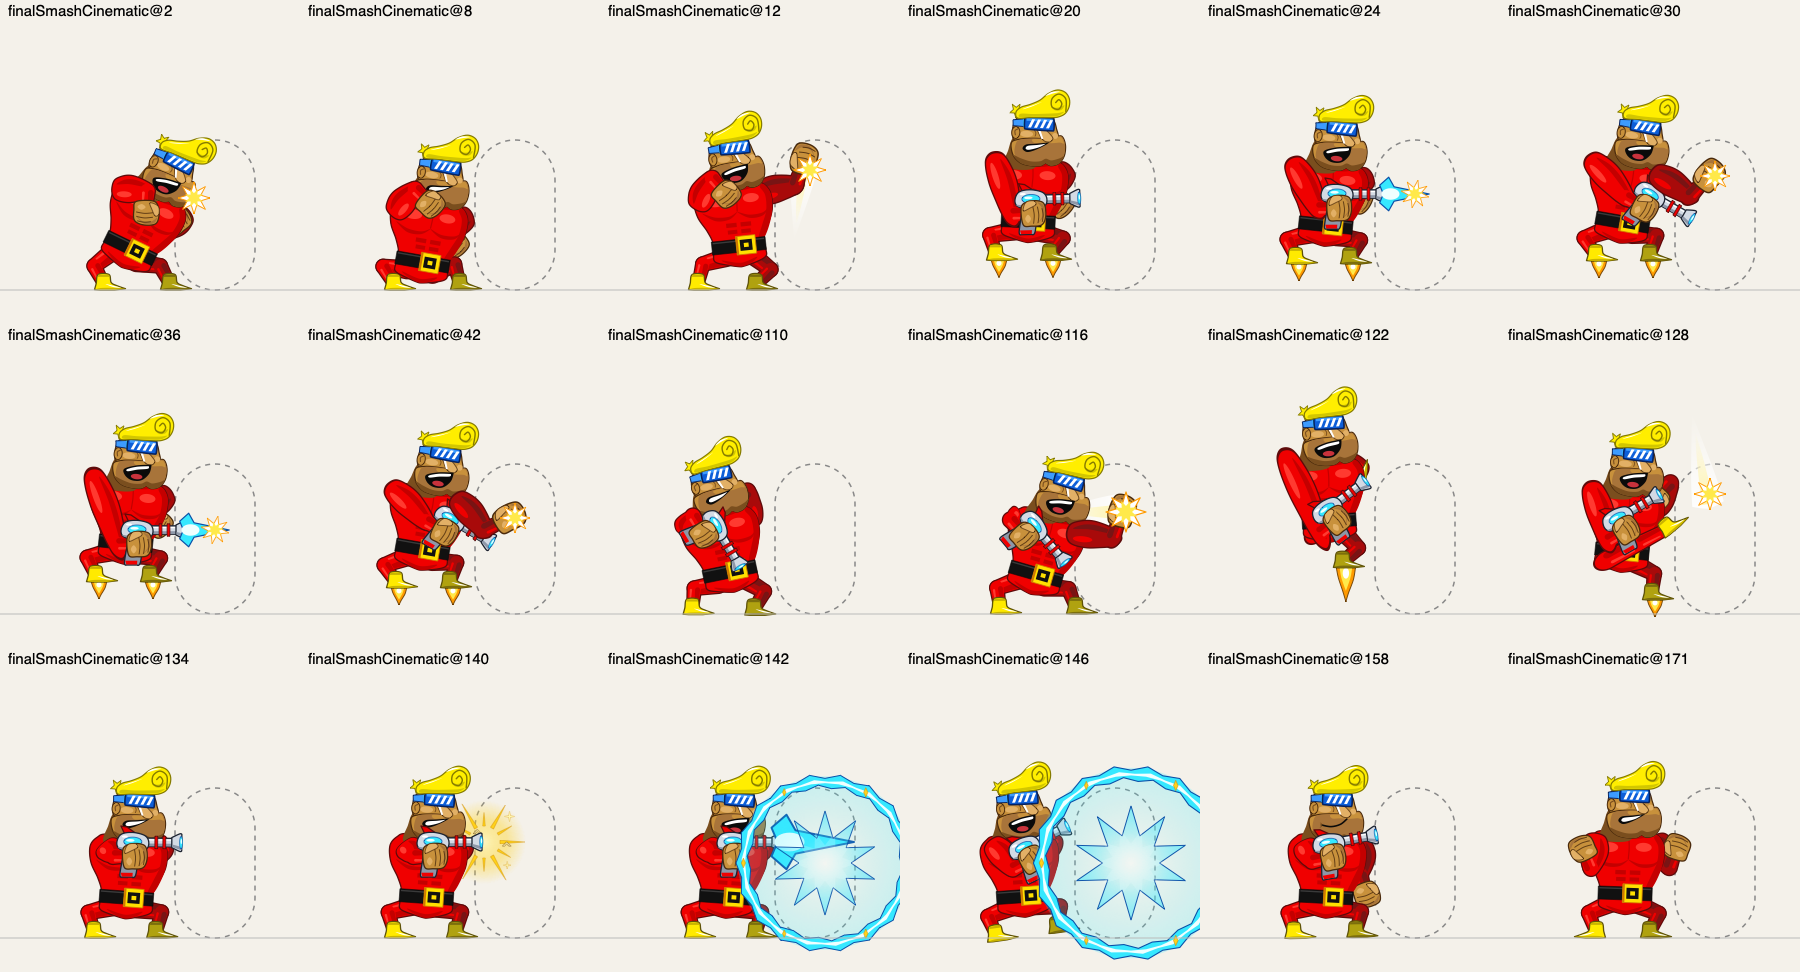 finalSmashCinematic@2
finalSmashCinematic@8
finalSmashCinematic@12
finalSmashCinematic@20
finalSmashCinematic@24
finalSmashCinematic@30
finalSmashCinematic@36
finalSmashCinematic@42
finalSmashCinematic@110
finalSmashCinematic@116
finalSmashCinematic@122
finalSmashCinematic@128
finalSmashCinematic@134
finalSmashCinematic@140
finalSmashCinematic@142
finalSmashCinematic@146
finalSmashCinematic@158
finalSmashCinematic@171